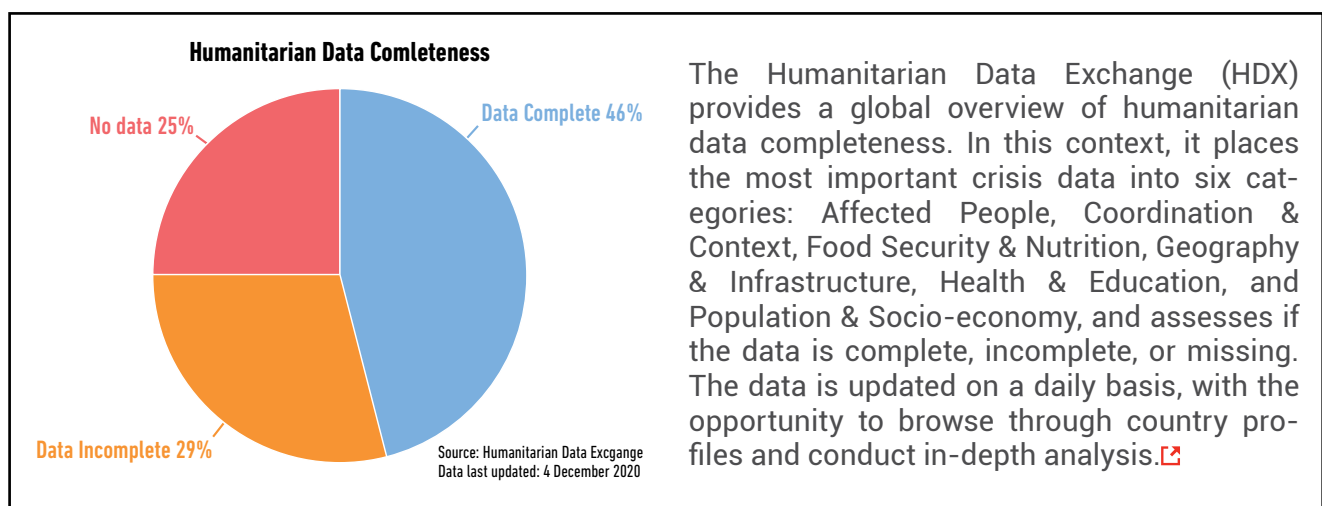 Humanitarian Data Comleteness
No data 25%
Data Complete 46%
Data Incomplete 29%
Source: Humanitarian Data Excgange
Data last updated: 4 December 2020
The Humanitarian Data Exchange (HDX)
provides a global overview of humanitarian
data completeness. In this context, it places
the most important crisis data into six cat-
egories: Affected People, Coordination &
Context, Food Security & Nutrition, Geography
& Infrastructure, Health & Education, and
Population & Socio-economy, and assesses if
the data is complete, incomplete, or missing.
The data is updated on a daily basis, with the
opportunity to browse through country pro-
files and conduct in-depth analysis.